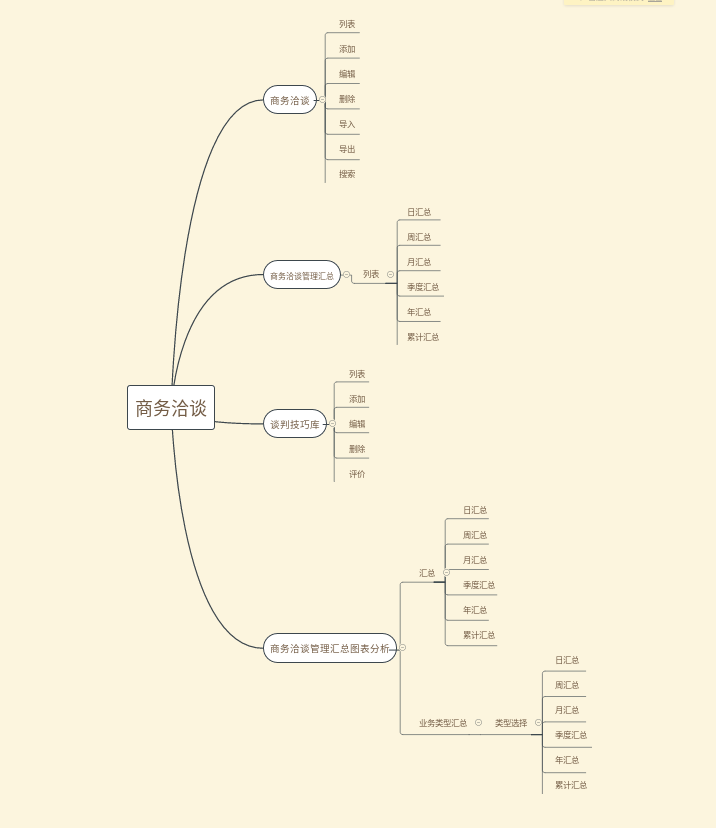 商务洽谈
商务洽谈
列表
添加
编辑
删除
导入
导出
搜索
商务洽谈管理汇总
列表
日汇总
周汇总
月汇总
季度汇总
年汇总
累计汇总
谈判技巧库
列表
添加
编辑
删除
评价
商务洽谈管理汇总图表分析
汇总
日汇总
周汇总
月汇总
季度汇总
年汇总
累计汇总
业务类型汇总
类型选择
日汇总
周汇总
月汇总
季度汇总
年汇总
累计汇总